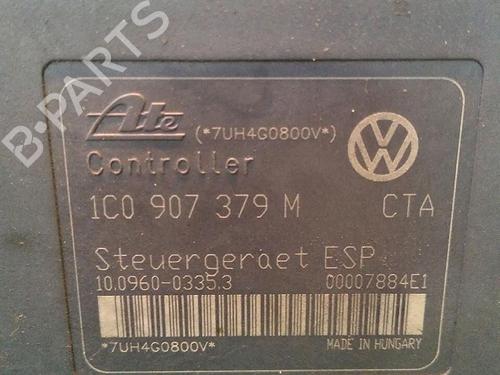 B-PARTS
Ate (*7UH4G0800V*)
Controller
1C0 907 379 M CTA
Steuergeraet ESP
10.0960-0335.3 00007884E1
*7UH4G0800V* MADE IN HUNGARY